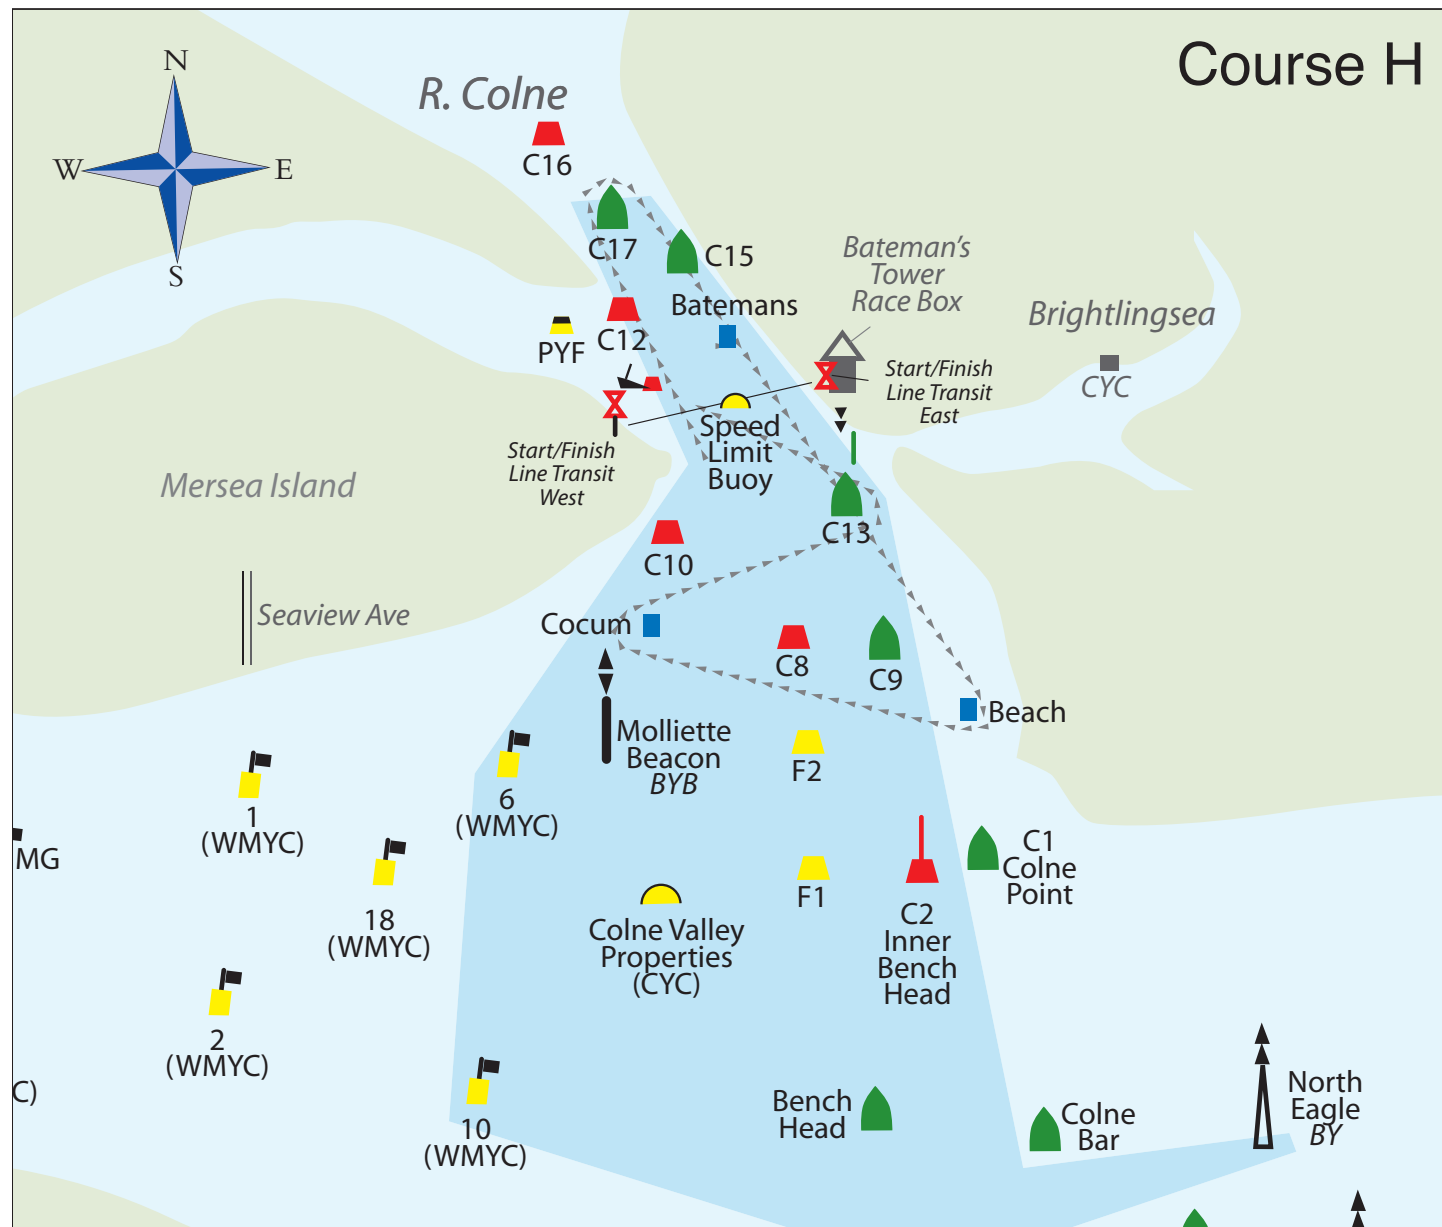 Course H
N
W
E
S
R. Colne
C16
C17
C15
Bateman's
Tower
Race Box
Batemans
Brightlingsea
C12
PYF
Start/Finish
Line Transit
East
CYC
Speed
Limit
Buoy
Start/Finish
Line Transit
West
Mersea Island
C13
C10
Seaview Ave
Cocum
C8
C9
Beach
Molliette
Beacon
BYB
F2
6
(WMYC)
1
(WMYC)
MG
C1
Colne
Point
F1
18
(WMYC)
C2
Inner
Bench
Head
Colne Valley
Properties
(CYC)
2
(WMYC)
C)
North
Eagle
BY
Bench
Head
Colne
Bar
10
(WMYC)